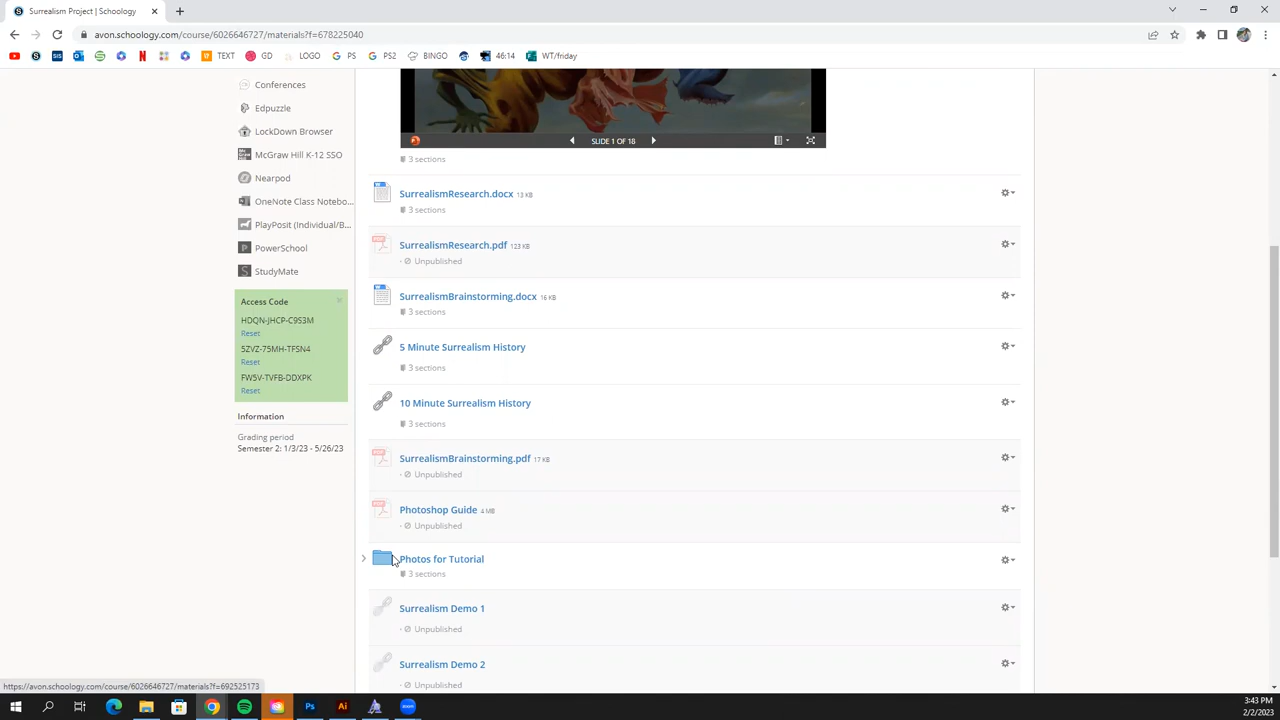 Surrealism Project | Schoology
avon.schoology.com/course/6026646727/materials?f=678225040
TEXT
GD
LOGO
PS
PS2
BINGO
46:14
WT/friday
Conferences
Edpuzzle
LockDown Browser
McGraw Hill K-12 SSO
Nearpod
OneNote Class Notebo...
PlayPosit (Individual/B...
PowerSchool
StudyMate
Access Code
HDQN-JHCP-C9S3M
Reset
5ZVZ-75MH-TFSN4
Reset
FW5V-TVFB-DDXPK
Reset
Information
Grading period
Semester 2: 1/3/23 - 5/26/23
SLIDE 1 OF 18
3 sections
SurrealismResearch.docx 13 KB
3 sections
SurrealismResearch.pdf 123 KB
· Unpublished
SurrealismBrainstorming.docx 16 KB
3 sections
5 Minute Surrealism History
3 sections
10 Minute Surrealism History
3 sections
SurrealismBrainstorming.pdf 17 KB
· Unpublished
Photoshop Guide 4 MB
· Unpublished
Photos for Tutorial
3 sections
Surrealism Demo 1
· Unpublished
Surrealism Demo 2
· Unpublished
https://avon.schoology.com/course/6026646727/materials?f=692525173
3:43 PM
2/2/2023